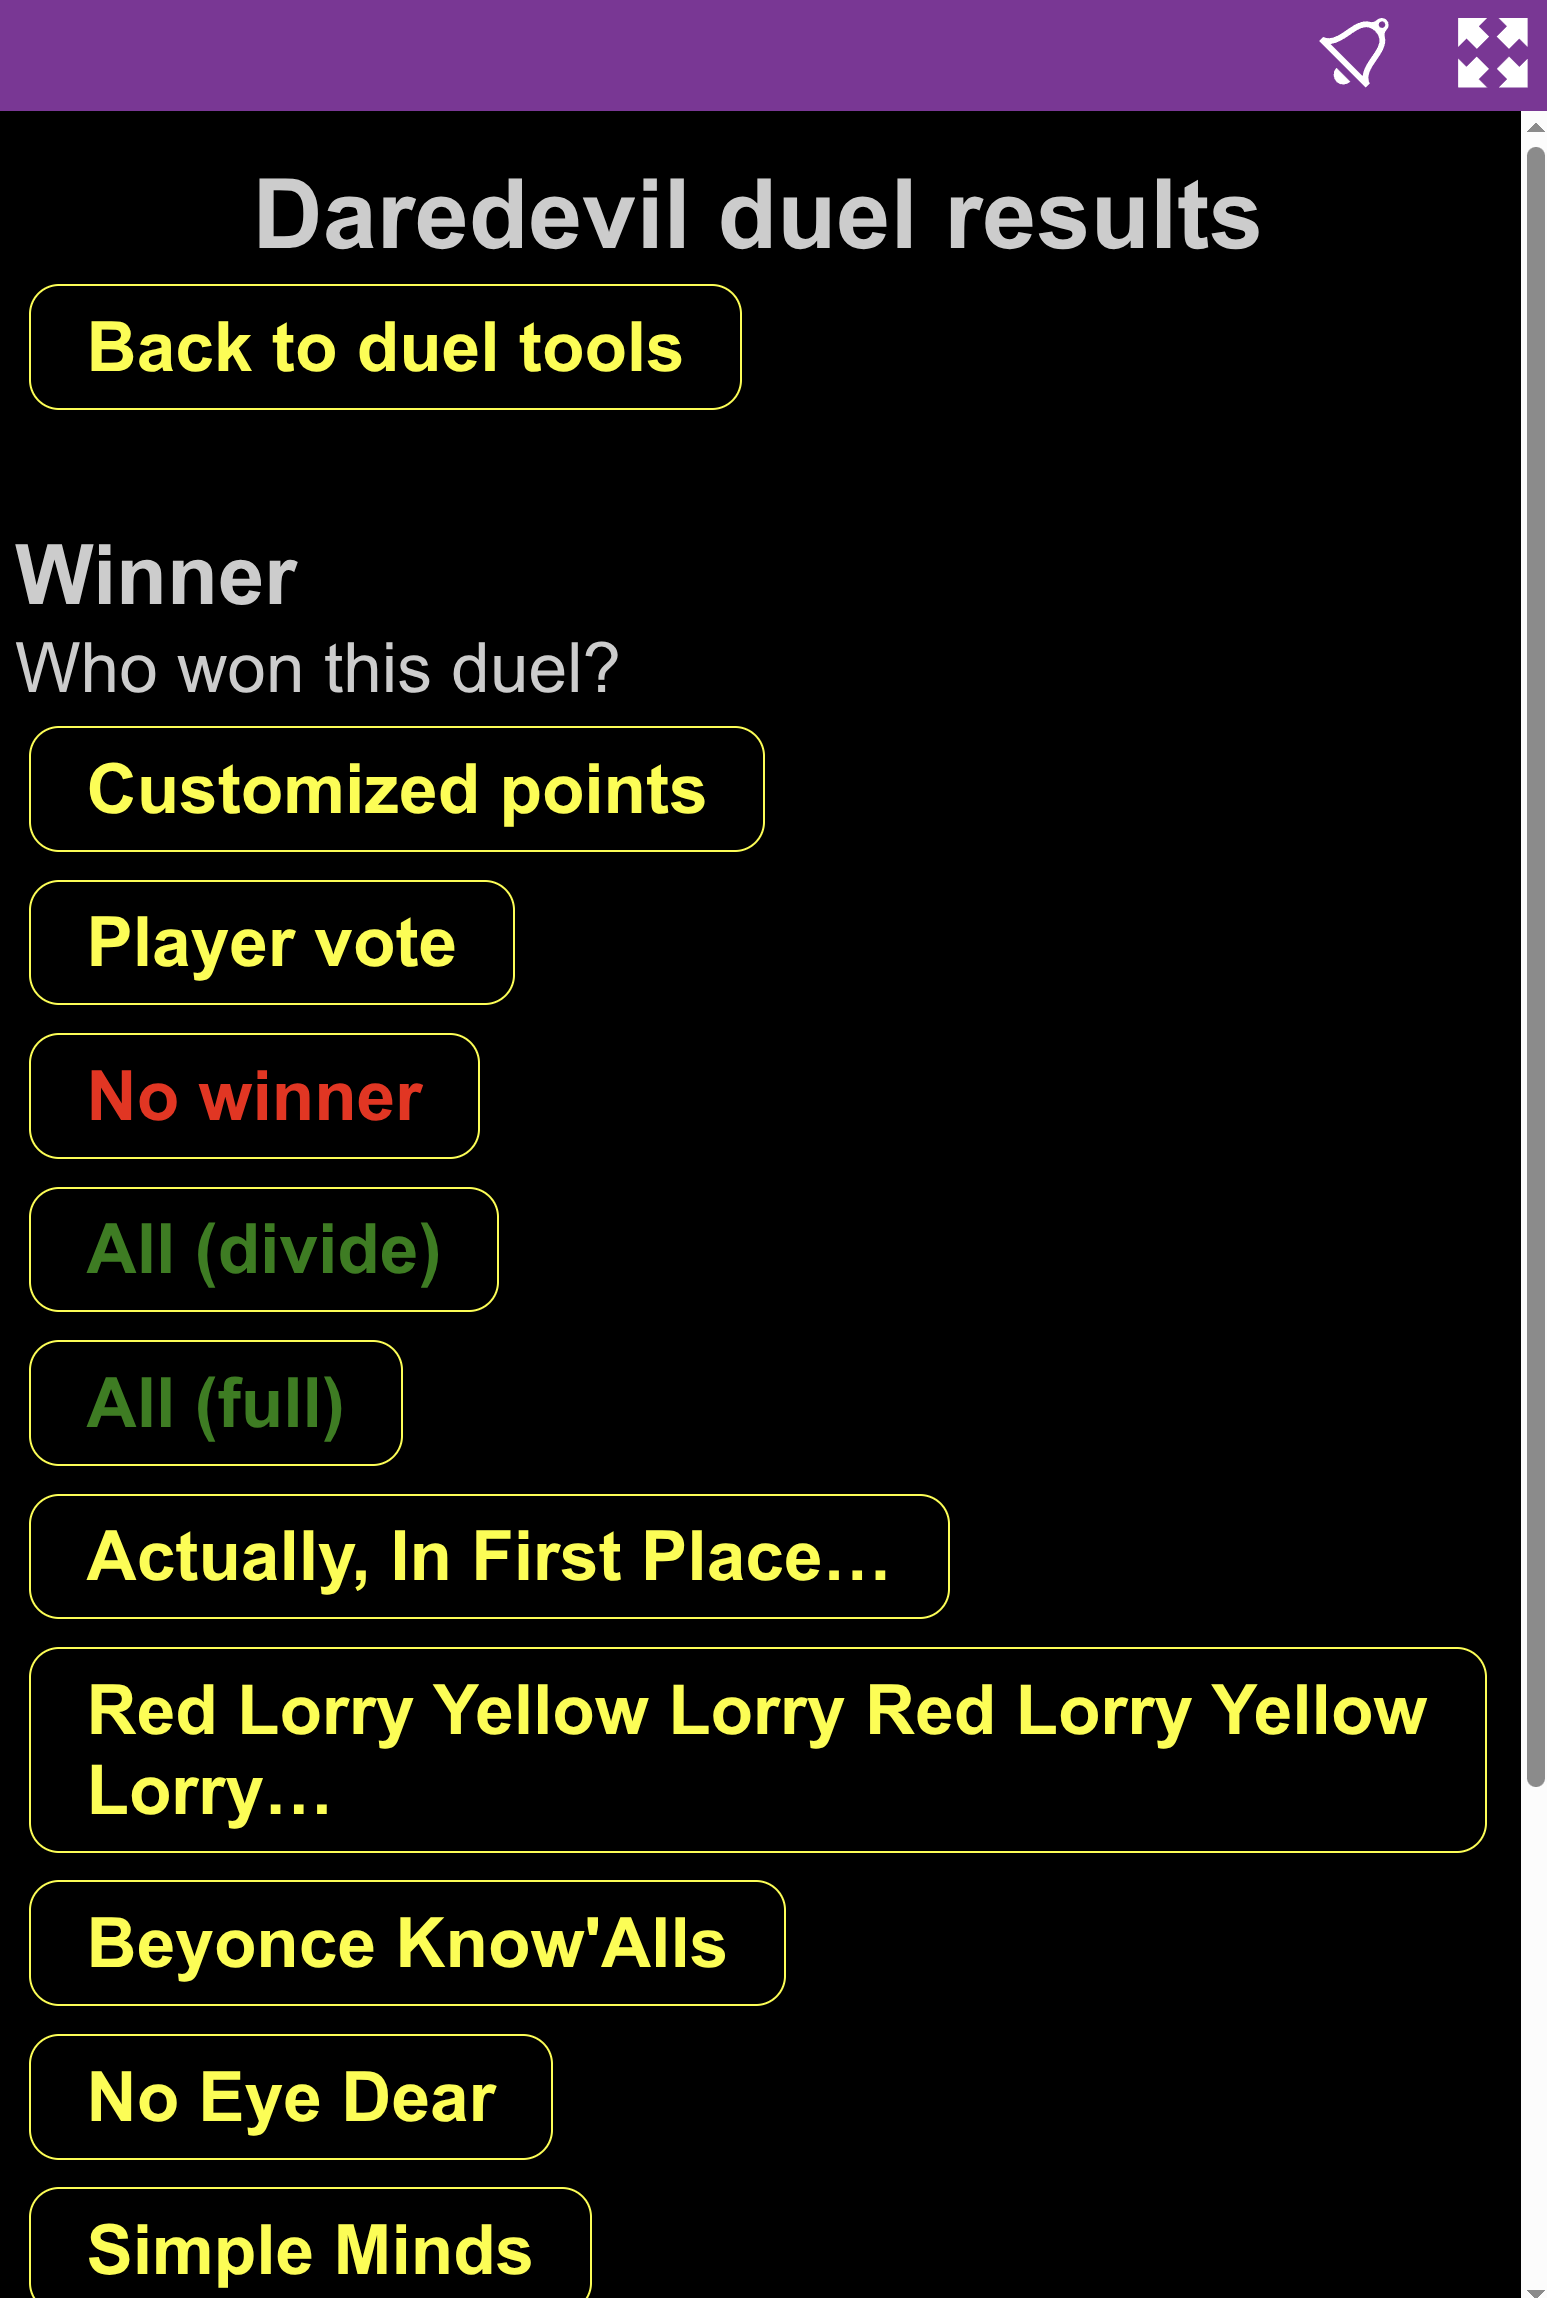 Daredevil duel results
Back to duel tools
Winner
Who won this duel?
Customized points
Player vote
No winner
All (divide)
All (full)
Actually, In First Place…
Red Lorry Yellow Lorry Red Lorry Yellow
Lorry…
Beyonce Know'Alls
No Eye Dear
Simple Minds